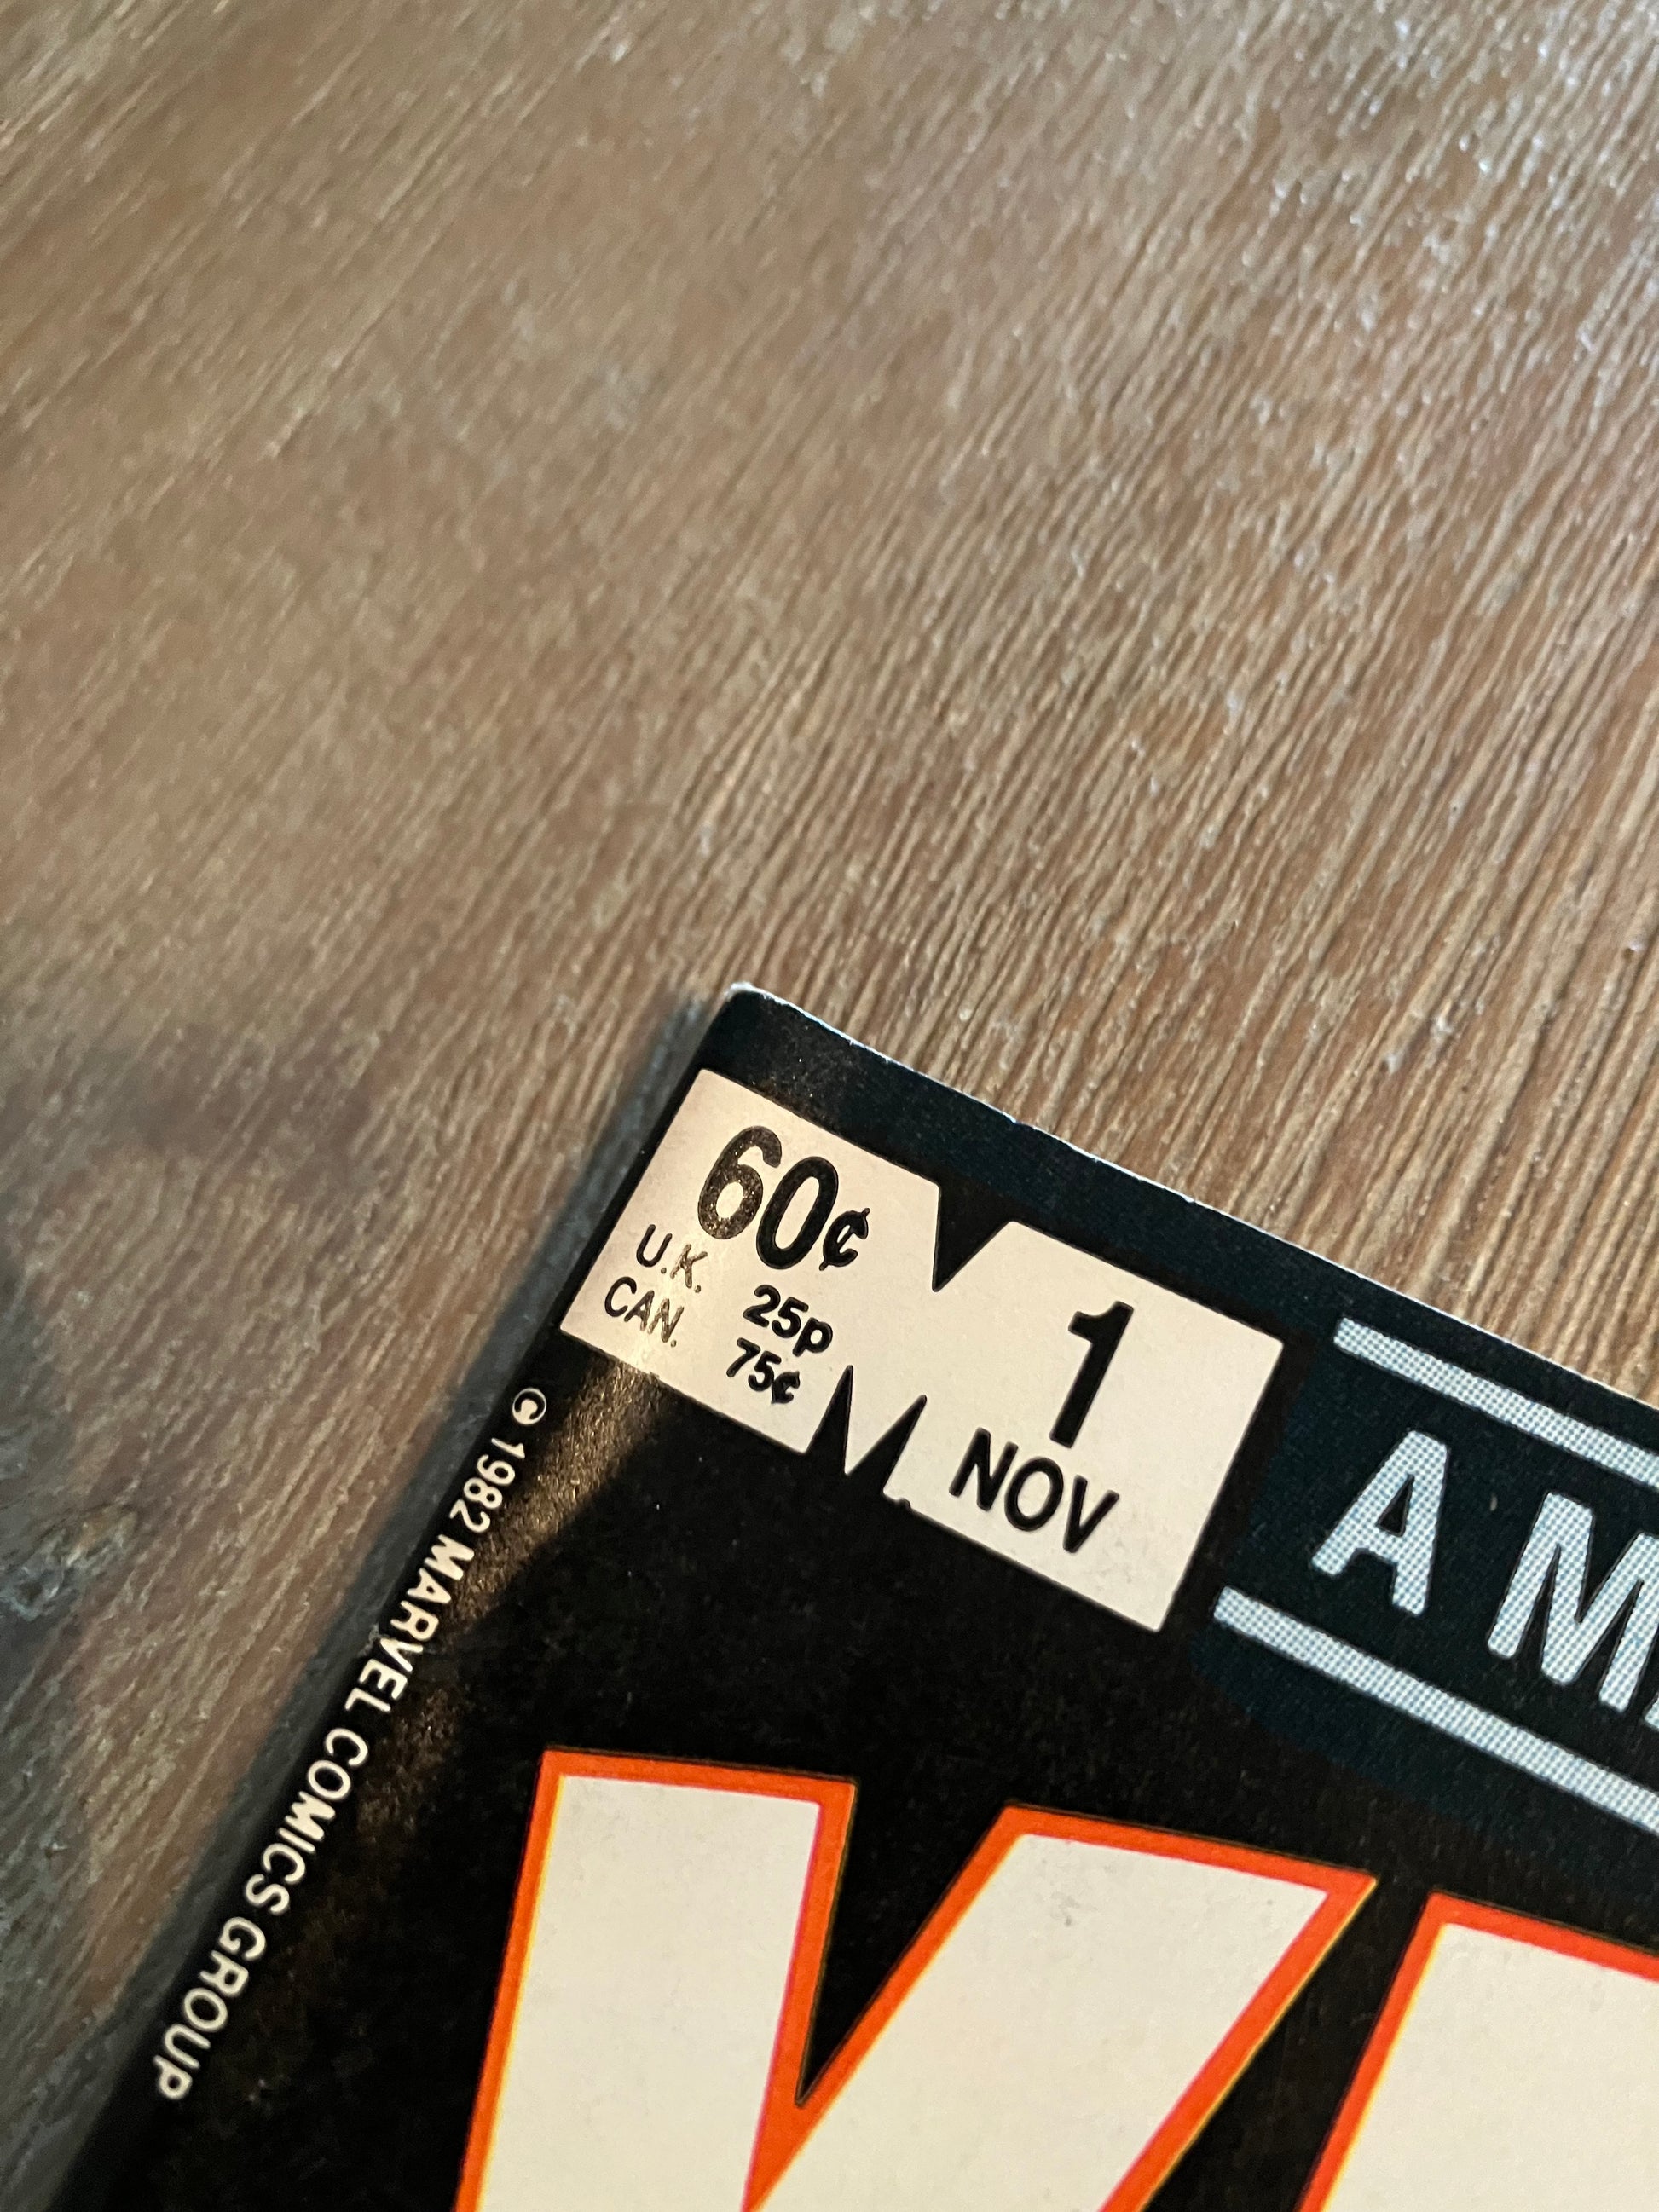 60¢
U.K. 25p
CAN. 75¢
1
NOV
A
© 1982 MARVEL COMICS GROUP